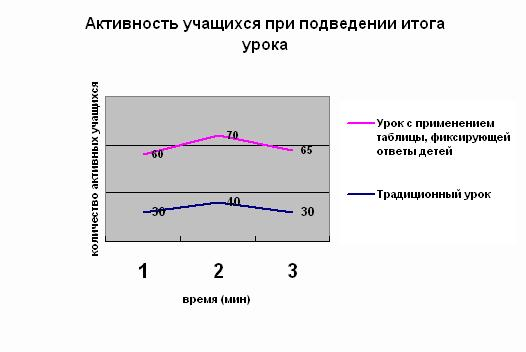 Активность учащихся при подведении итога
урока
количество активных учащихся
70
60
65
40
30
30
1 2 3
время (мин)
Урок с применением
таблицы, фиксирующей
ответы детей
Традиционный урок